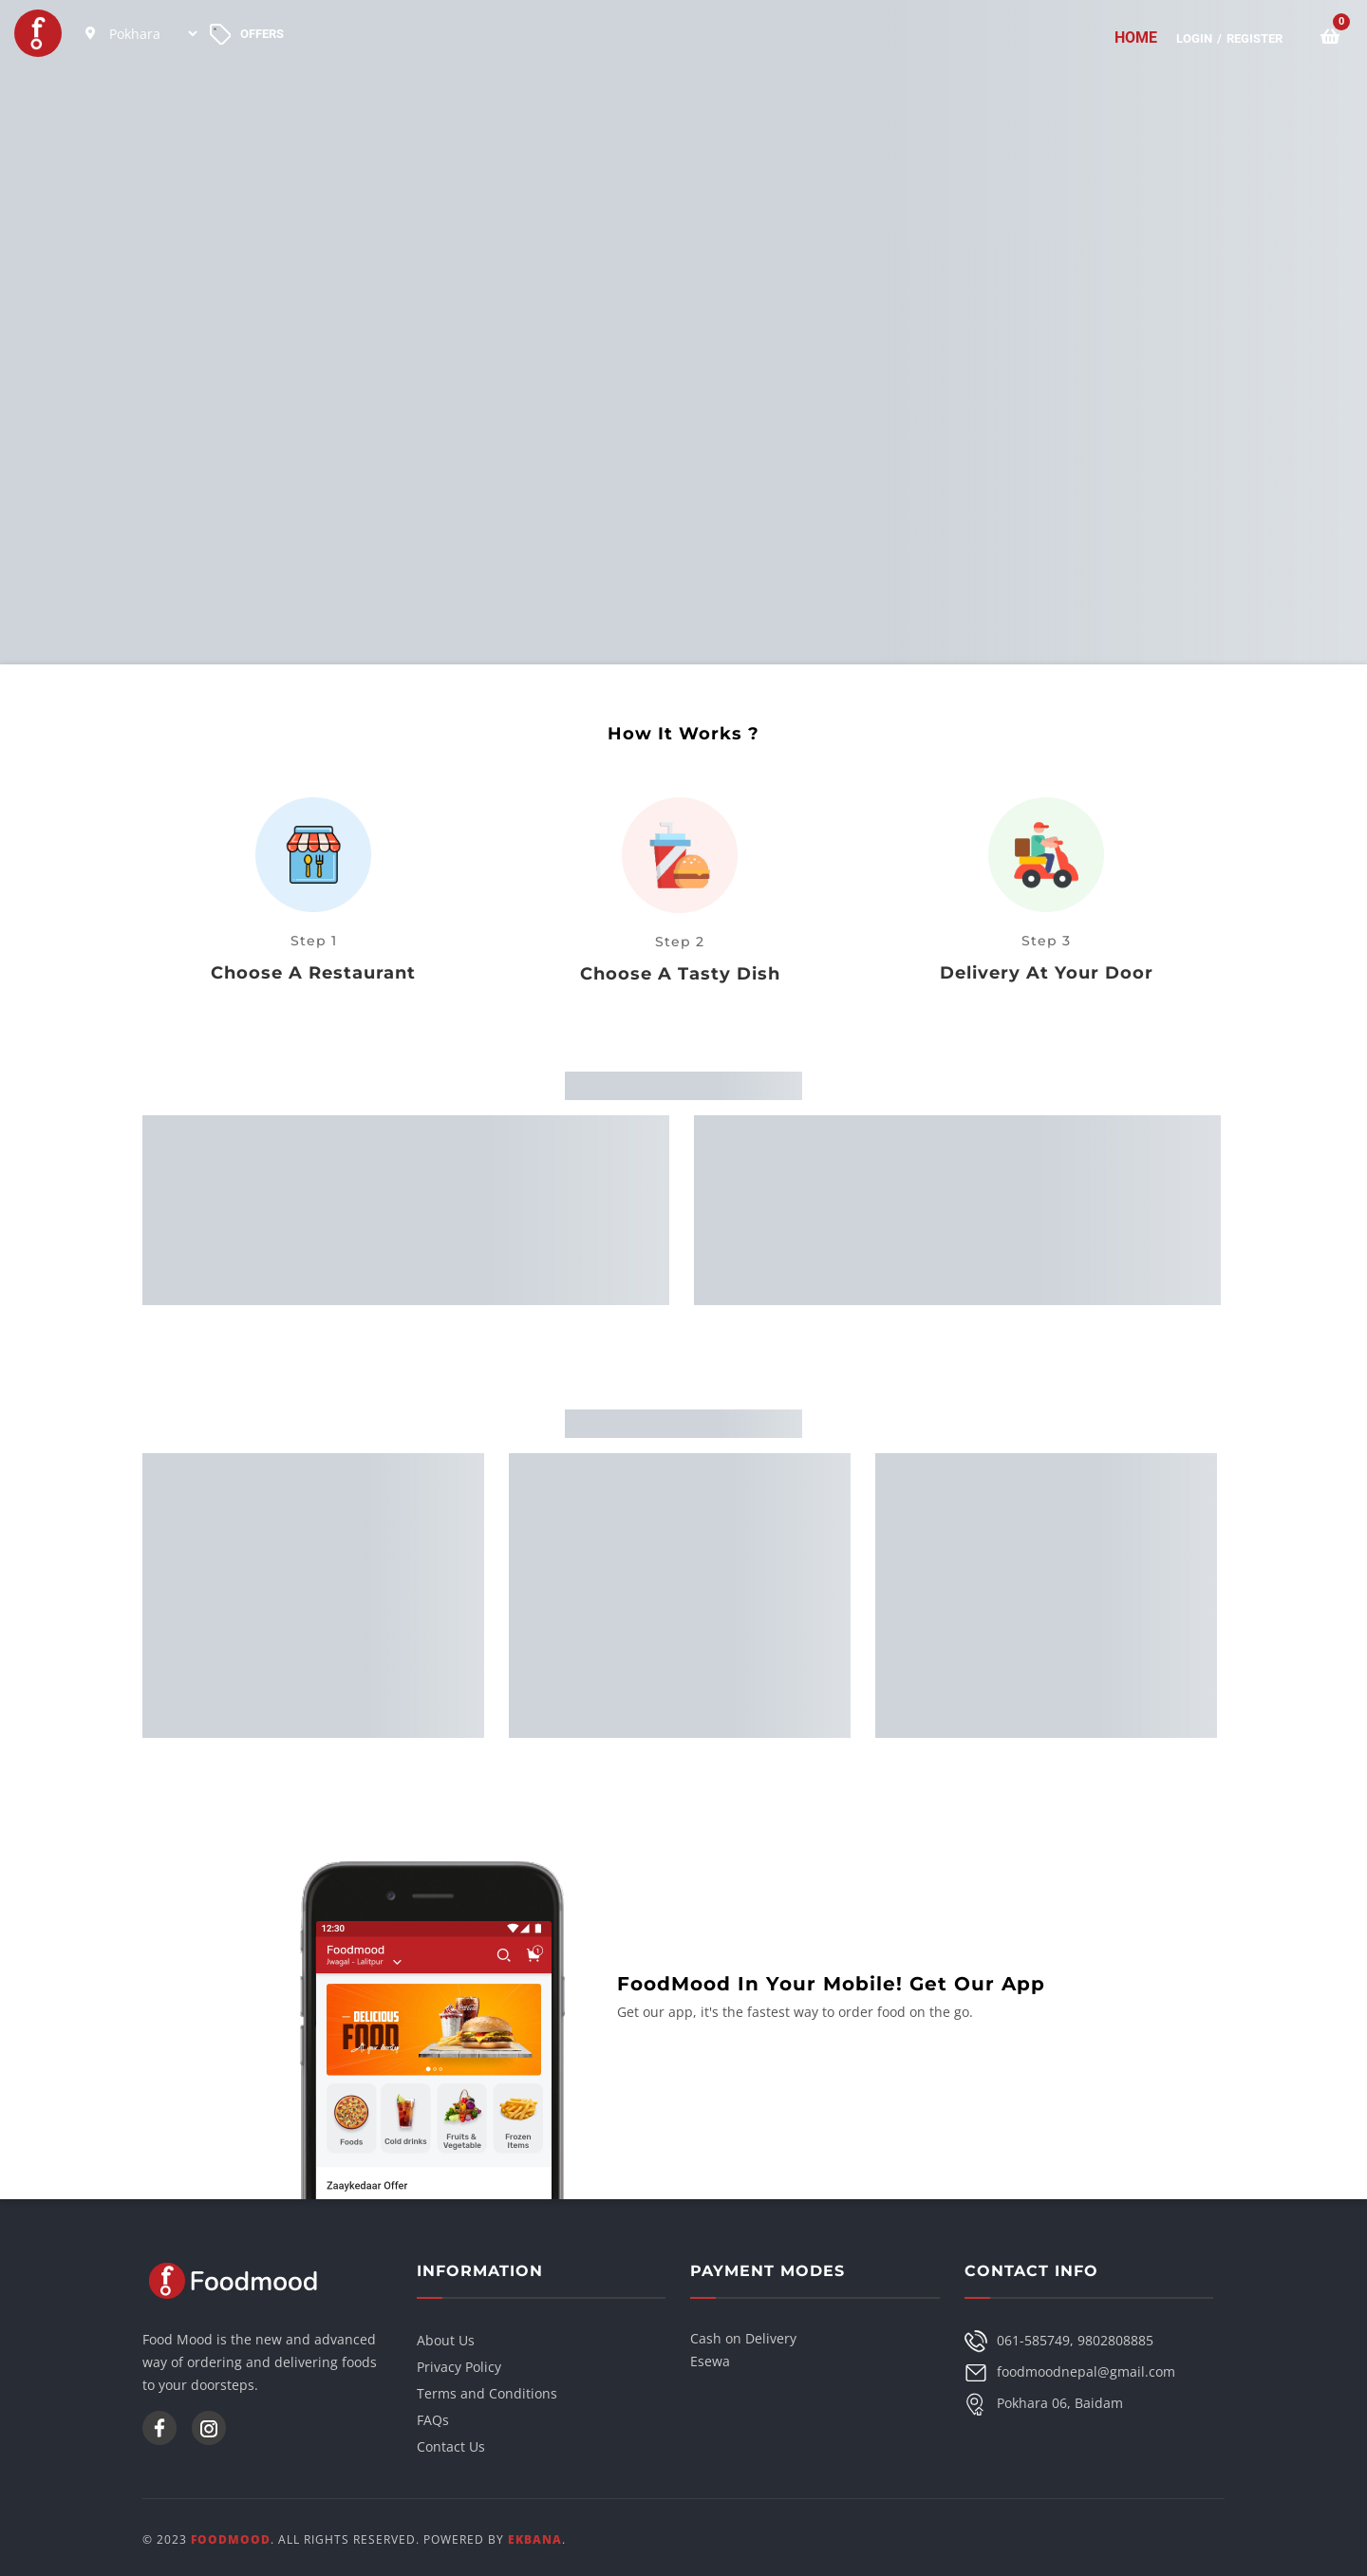 Pokhara
OFFERS
HOME
LOGIN / REGISTER
0
How It Works ?
Step 1
Choose A Restaurant
Step 2
Choose A Tasty Dish
Step 3
Delivery At Your Door
12:30
Foodmood
Jwagal - Lalitpur
1
DELICIOUS
FOOD
Foods
Cold drinks
Fruits &
Vegetable
Frozen
Items
Zaaykedaar Offer
FoodMood In Your Mobile! Get Our App
Get our app, it's the fastest way to order food on the go.
Foodmood
Food Mood is the new and advanced
way of ordering and delivering foods
to your doorsteps.
INFORMATION
About Us
Privacy Policy
Terms and Conditions
FAQs
Contact Us
PAYMENT MODES
Cash on Delivery
Esewa
CONTACT INFO
061-585749, 9802808885
foodmoodnepal@gmail.com
Pokhara 06, Baidam
© 2023 FOODMOOD. ALL RIGHTS RESERVED. POWERED BY EKBANA.